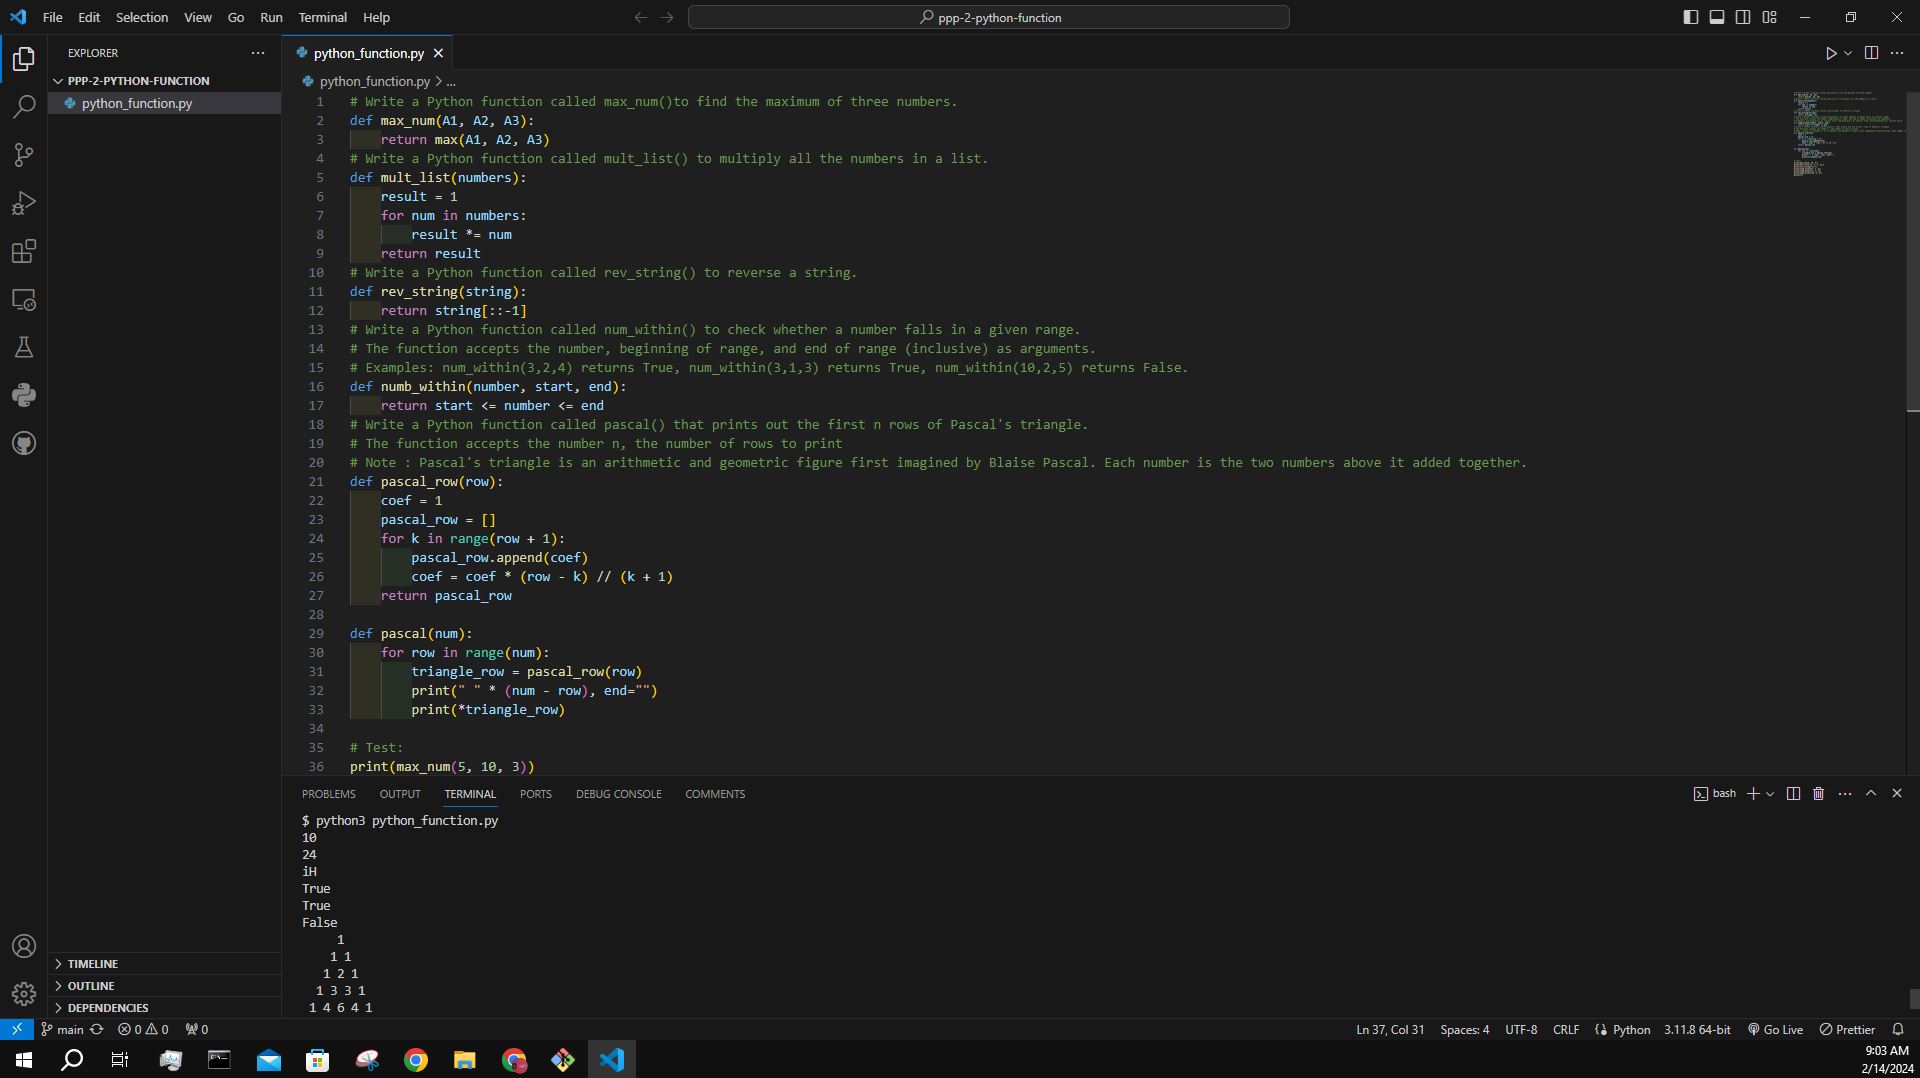 File Edit Selection View Go Run Terminal Help
ppp-2-python-function
EXPLORER
PPP-2-PYTHON-FUNCTION
python_function.py
python_function.py
python_function.py > ...
1 # Write a Python function called max_num()to find the maximum of three numbers.
2 def max_num(A1, A2, A3):
3 return max(A1, A2, A3)
4 # Write a Python function called mult_list() to multiply all the numbers in a list.
5 def mult_list(numbers):
6 result = 1
7 for num in numbers:
8 result *= num
9 return result
10 # Write a Python function called rev_string() to reverse a string.
11 def rev_string(string):
12 return string[::-1]
13 # Write a Python function called num_within() to check whether a number falls in a given range.
14 # The function accepts the number, beginning of range, and end of range (inclusive) as arguments.
15 # Examples: num_within(3,2,4) returns True, num_within(3,1,3) returns True, num_within(10,2,5) returns False.
16 def numb_within(number, start, end):
17 return start <= number <= end
18 # Write a Python function called pascal() that prints out the first n rows of Pascal's triangle.
19 # The function accepts the number n, the number of rows to print
20 # Note : Pascal's triangle is an arithmetic and geometric figure first imagined by Blaise Pascal. Each number is the two numbers above it added together.
21 def pascal_row(row):
22 coef = 1
23 pascal_row = []
24 for k in range(row + 1):
25 pascal_row.append(coef)
26 coef = coef * (row - k) // (k + 1)
27 return pascal_row
28
29 def pascal(num):
30 for row in range(num):
31 triangle_row = pascal_row(row)
32 print(" " * (num - row), end="")
33 print(*triangle_row)
34
35 # Test:
36 print(max_num(5, 10, 3))
PROBLEMS OUTPUT TERMINAL PORTS DEBUG CONSOLE COMMENTS
bash
$ python3 python_function.py
10
24
iH
True
True
False
1
1 1
1 2 1
1 3 3 1
1 4 6 4 1
TIMELINE
OUTLINE
DEPENDENCIES
main 0 0 0 Ln 37, Col 31 Spaces: 4 UTF-8 CRLF Python 3.11.8 64-bit Go Live Prettier
9:03 AM
2/14/2024